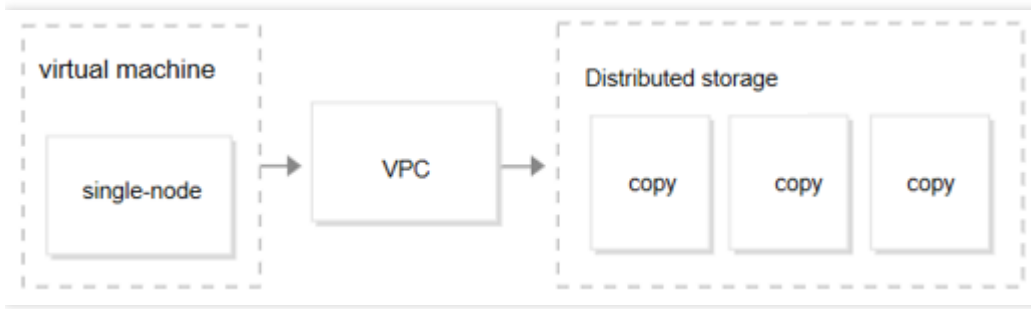 virtual machine
single-node
VPC
Distributed storage
copy
copy
copy